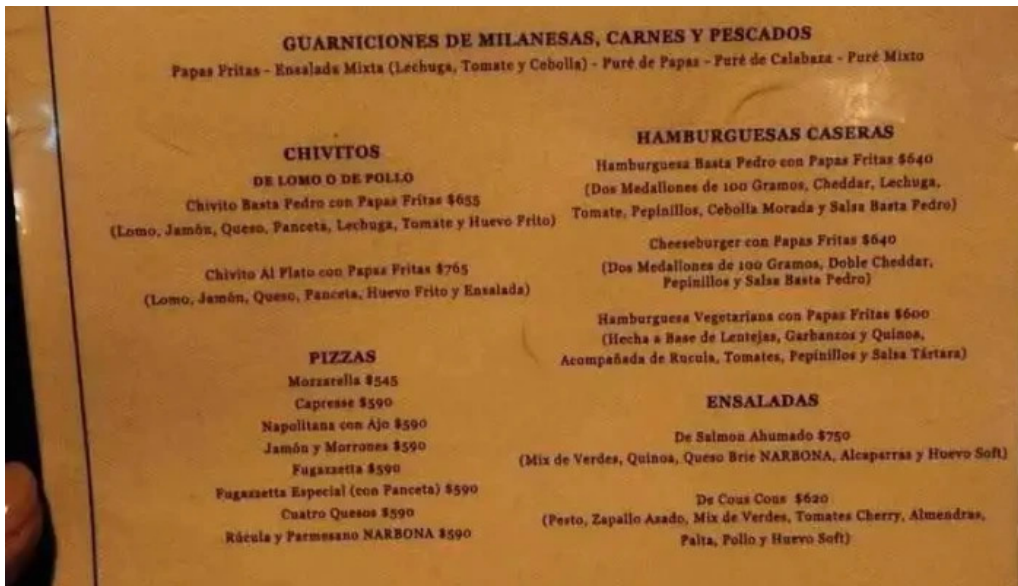 GUARNICIONES DE MILANESAS, CARNES Y PESCADOS
Papas Fritas - Ensalada Mixta (Lechuga, Tomate y Cebolla) - Puré de Papas - Puré de Calabaza - Puré Mixto
CHIVITOS
DE LOMO O DE POLLO
Chivito Basta Pedro con Papas Fritas $655
(Lomo, Jamón, Queso, Panceta, Lechuga, Tomate y Huevo Frito)
Chivito Al Plato con Papas Fritas $765
(Lomo, Jamón, Queso, Panceta, Huevo Frito y Ensalada)
PIZZAS
Mozzarella $545
Capresse $590
Napolitana con Ajo $590
Jamón y Morrones $590
Fugazzetta $590
Fugazzetta Especial (con Panceta) $590
Cuatro Quesos $590
Rúcula y Parmesano NARBONA $590
HAMBURGUESAS CASERAS
Hamburguesa Basta Pedro con Papas Fritas $640
(Dos Medallones de 100 Gramos, Cheddar, Lechuga,
Tomate, Pepinillos, Cebolla Morada y Salsa Basta Pedro)
Cheeseburger con Papas Fritas $640
(Dos Medallones de 100 Gramos, Doble Cheddar,
Pepinillos y Salsa Basta Pedro)
Hamburguesa Vegetariana con Papas Fritas $600
(Hecha a Base de Lentejas, Garbanzos y Quinoa,
Acompañada de Rucula, Tomates, Pepinillos y Salsa Tártara)
ENSALADAS
De Salmon Ahumado $750
(Mix de Verdes, Quinoa, Queso Brie NARBONA, Alcaparras y Huevo Soft)
De Cous Cous $620
(Pesto, Zapallo Asado, Mix de Verdes, Tomates Cherry, Almendras,
Palta, Pollo y Huevo Soft)